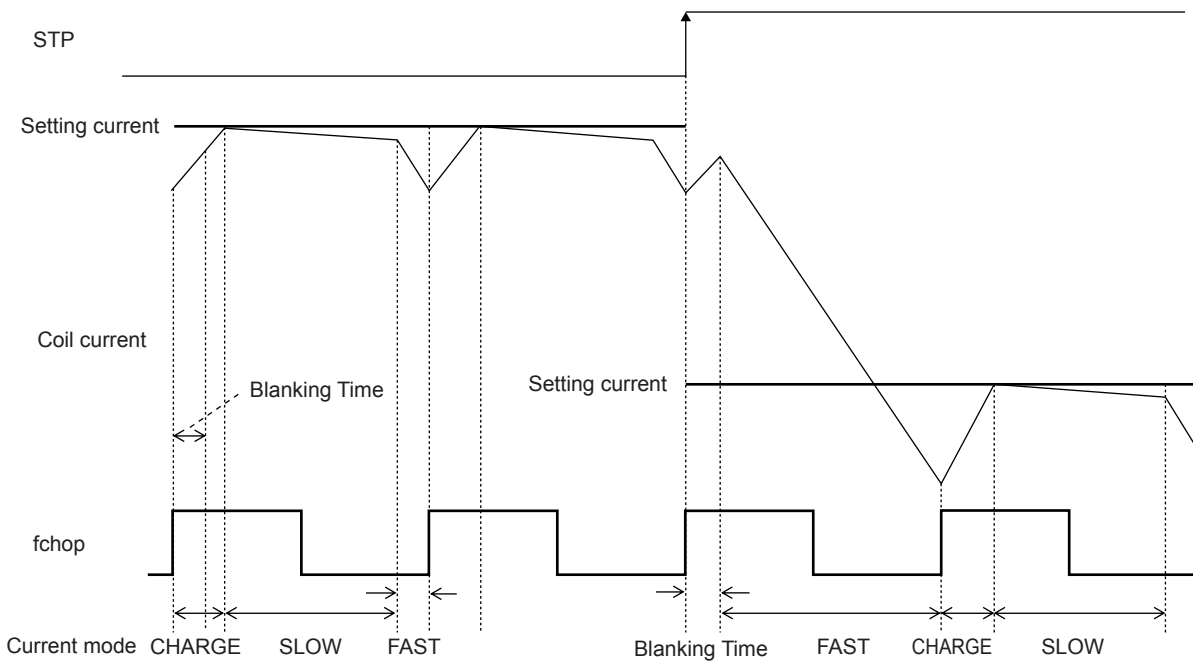 STP
Setting current
Coil current
Setting current
Blanking Time
fchop
Current mode CHARGE SLOW FAST Blanking Time FAST CHARGE SLOW